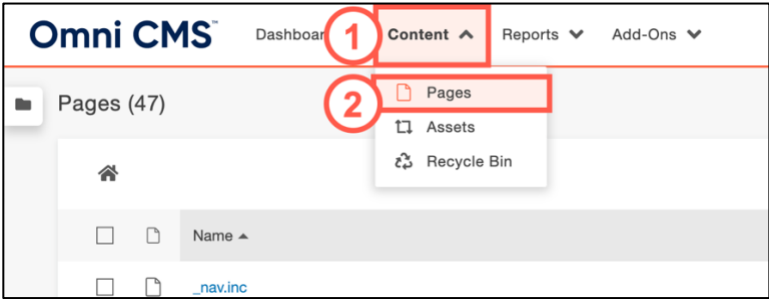 Omni CMS™ Dashboar 1 Content Reports Add-Ons
Pages (47) 2 Pages
Assets
Recycle Bin
Name
_nav.inc